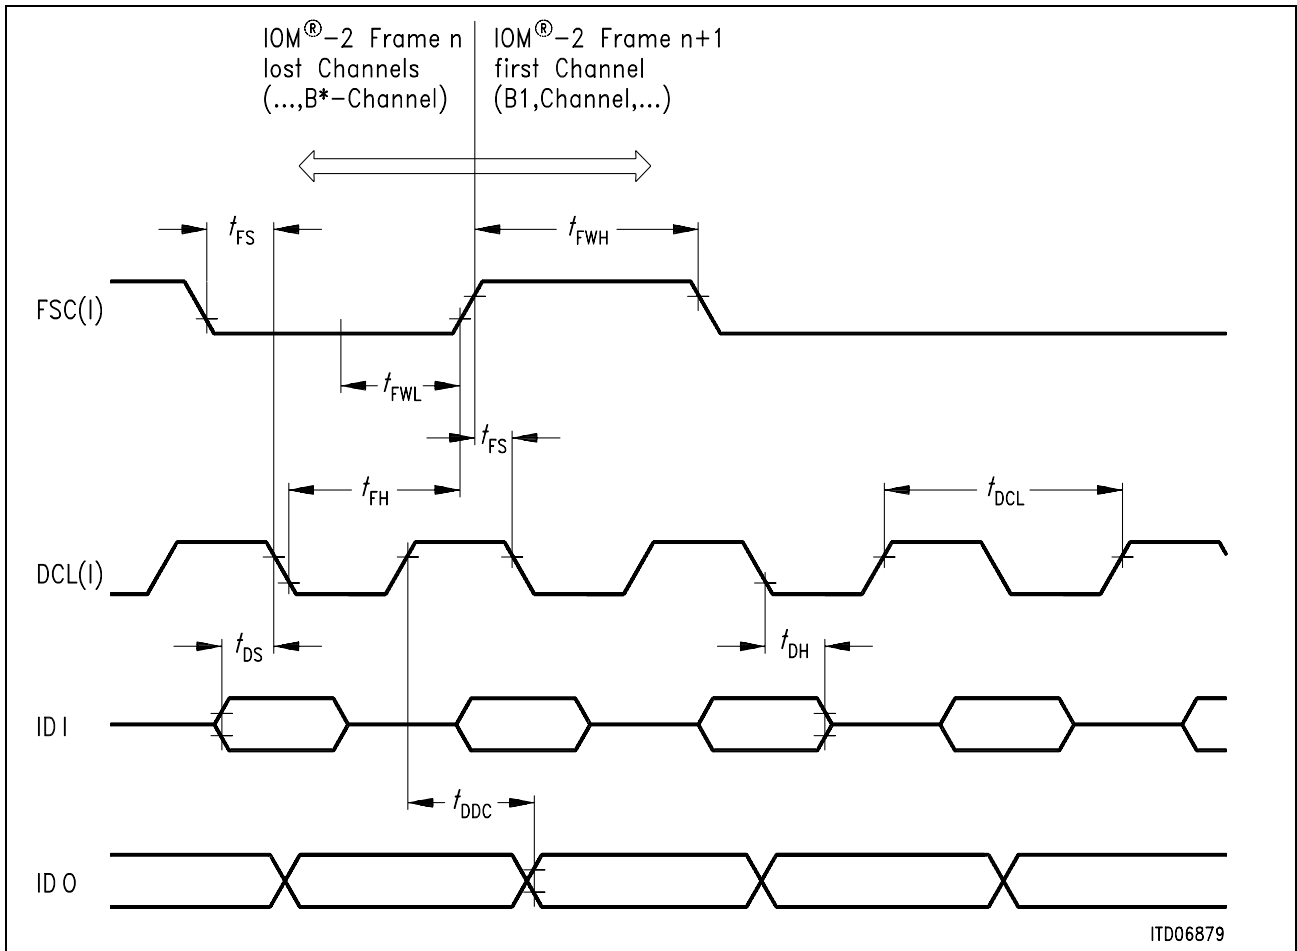 IOM®-2 Frame n
lost Channels
(...,B*-Channel)
IOM®-2 Frame n+1
first Channel
(B1,Channel,...)
tFS
tFWH
FSC(I)
tFWL
tFS
tFH
tDCL
DCL(I)
tDS
tDH
ID I
tDDC
ID O
ITD06879